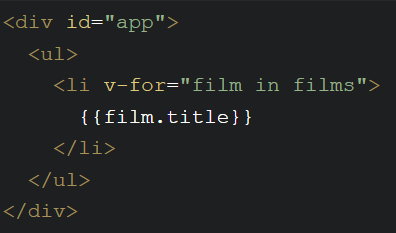 <div id="app">
  <ul>
    <li v-for="film in films">
      {{film.title}}
    </li>
  </ul>
</div>